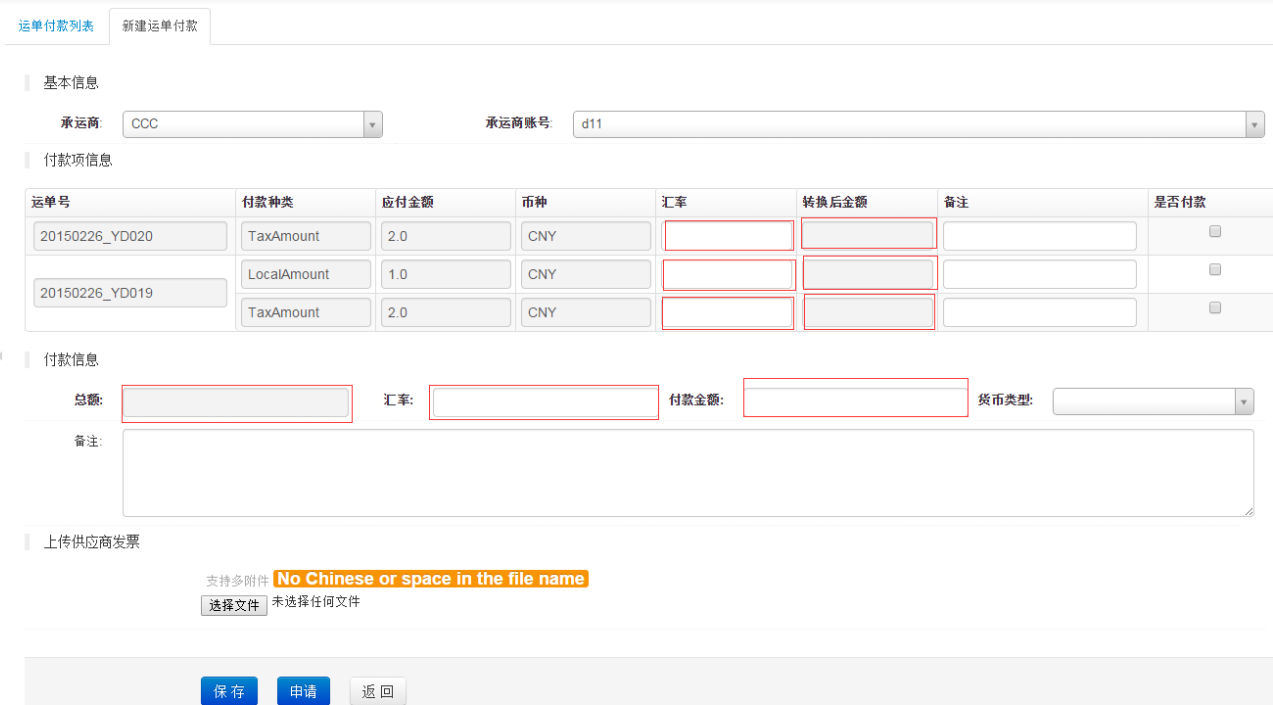 运单付款列表 新建运单付款
基本信息
承运商: CCC 承运商账号: d11
付款项信息
运单号 付款种类 应付金额 币种 汇率 转换后金额 备注 是否付款
20150226_YD020 TaxAmount 2.0 CNY
20150226_YD019 LocalAmount 1.0 CNY
TaxAmount 2.0 CNY
付款信息
总额: 汇率: 付款金额: 货币类型:
备注:
上传供应商发票
支持多附件 No Chinese or space in the file name
选择文件 未选择任何文件
保存 申请 返回